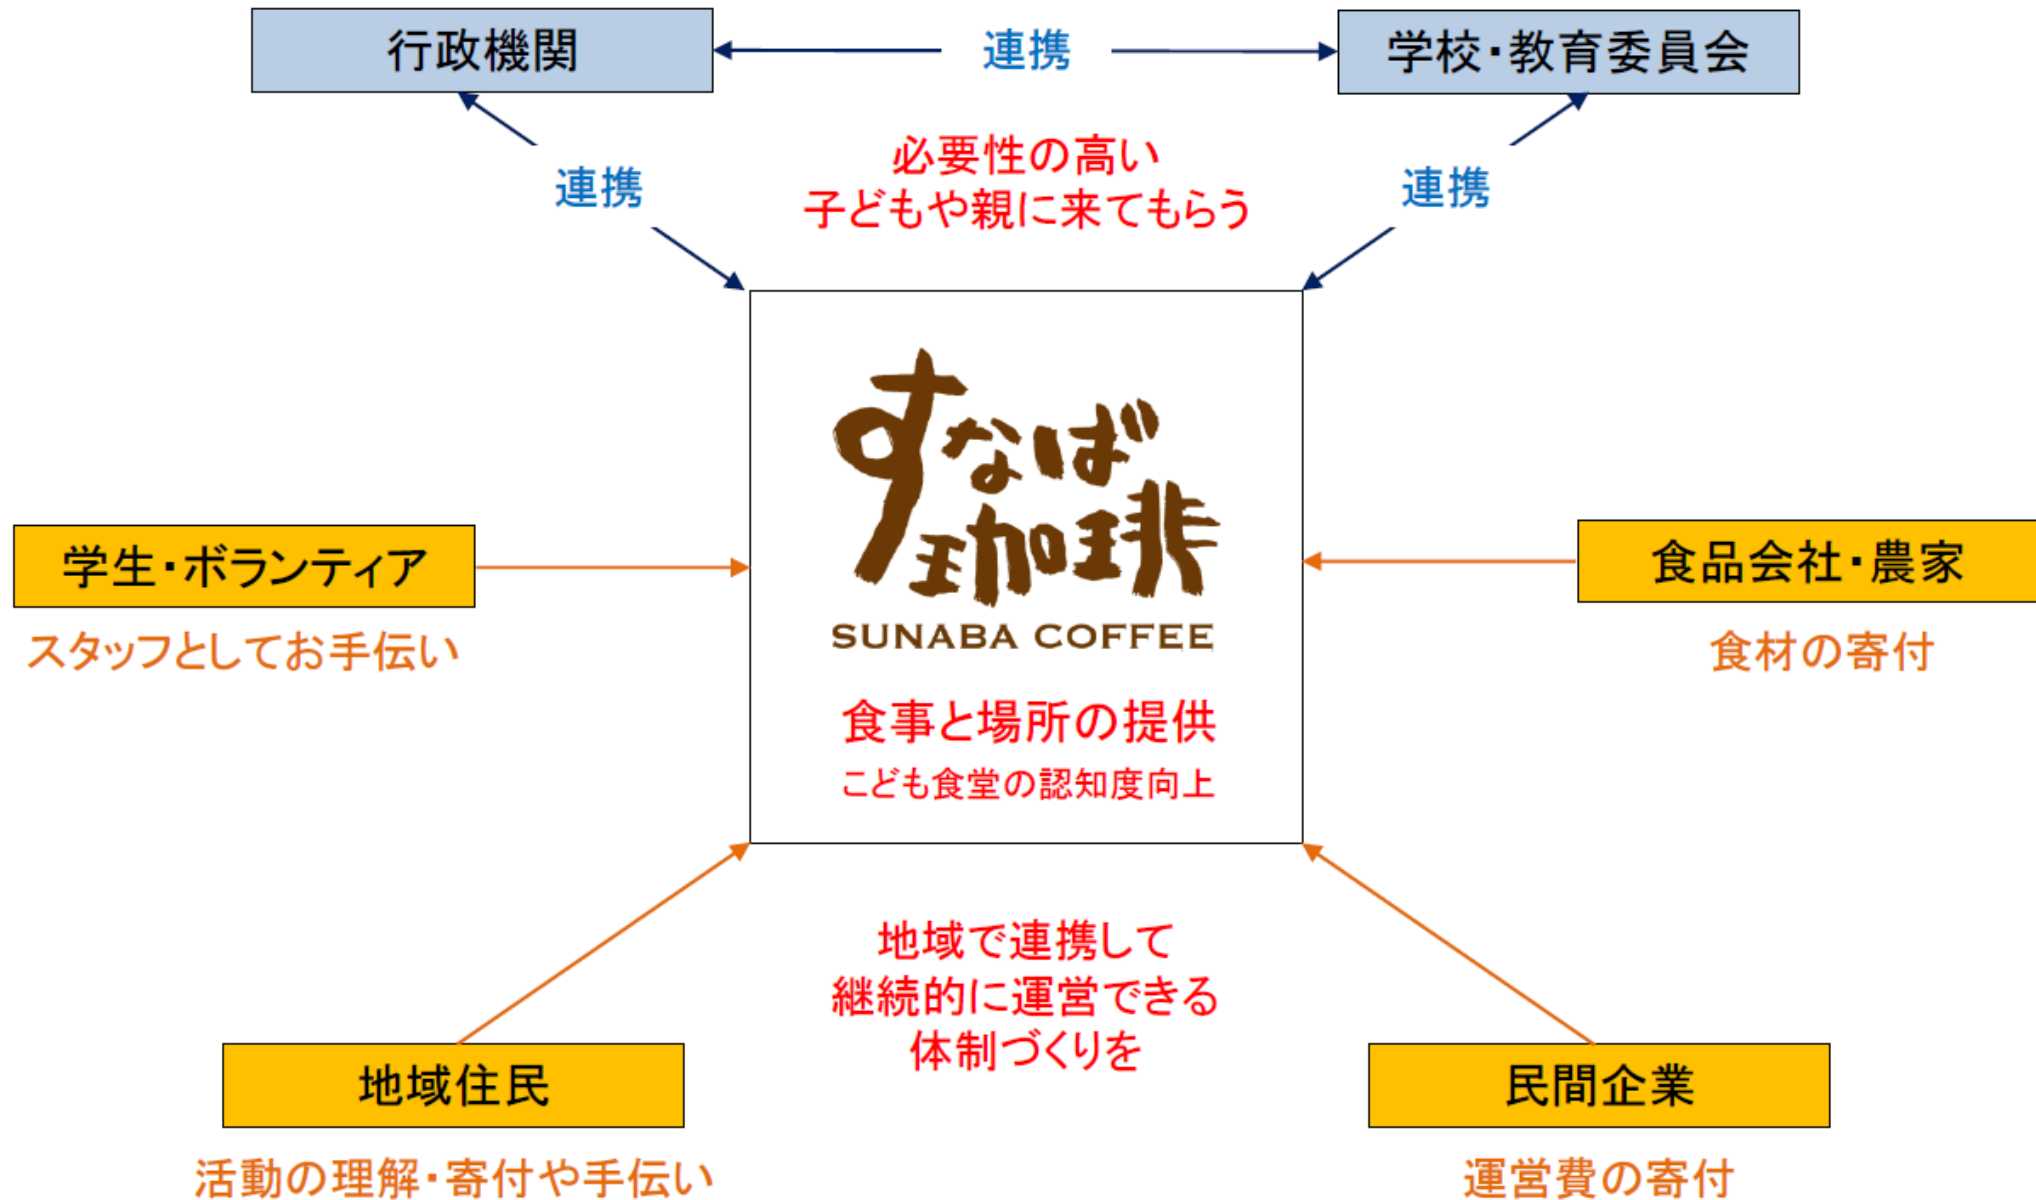 行政機関
連携
学校・教育委員会
必要性の高い
子どもや親に来てもらう
連携
連携
すなば
珈琲
SUNABA COFFEE
食事と場所の提供
こども食堂の認知度向上
学生・ボランティア
スタッフとしてお手伝い
食品会社・農家
食材の寄付
地域で連携して
継続的に運営できる
体制づくりを
地域住民
活動の理解・寄付や手伝い
民間企業
運営費の寄付